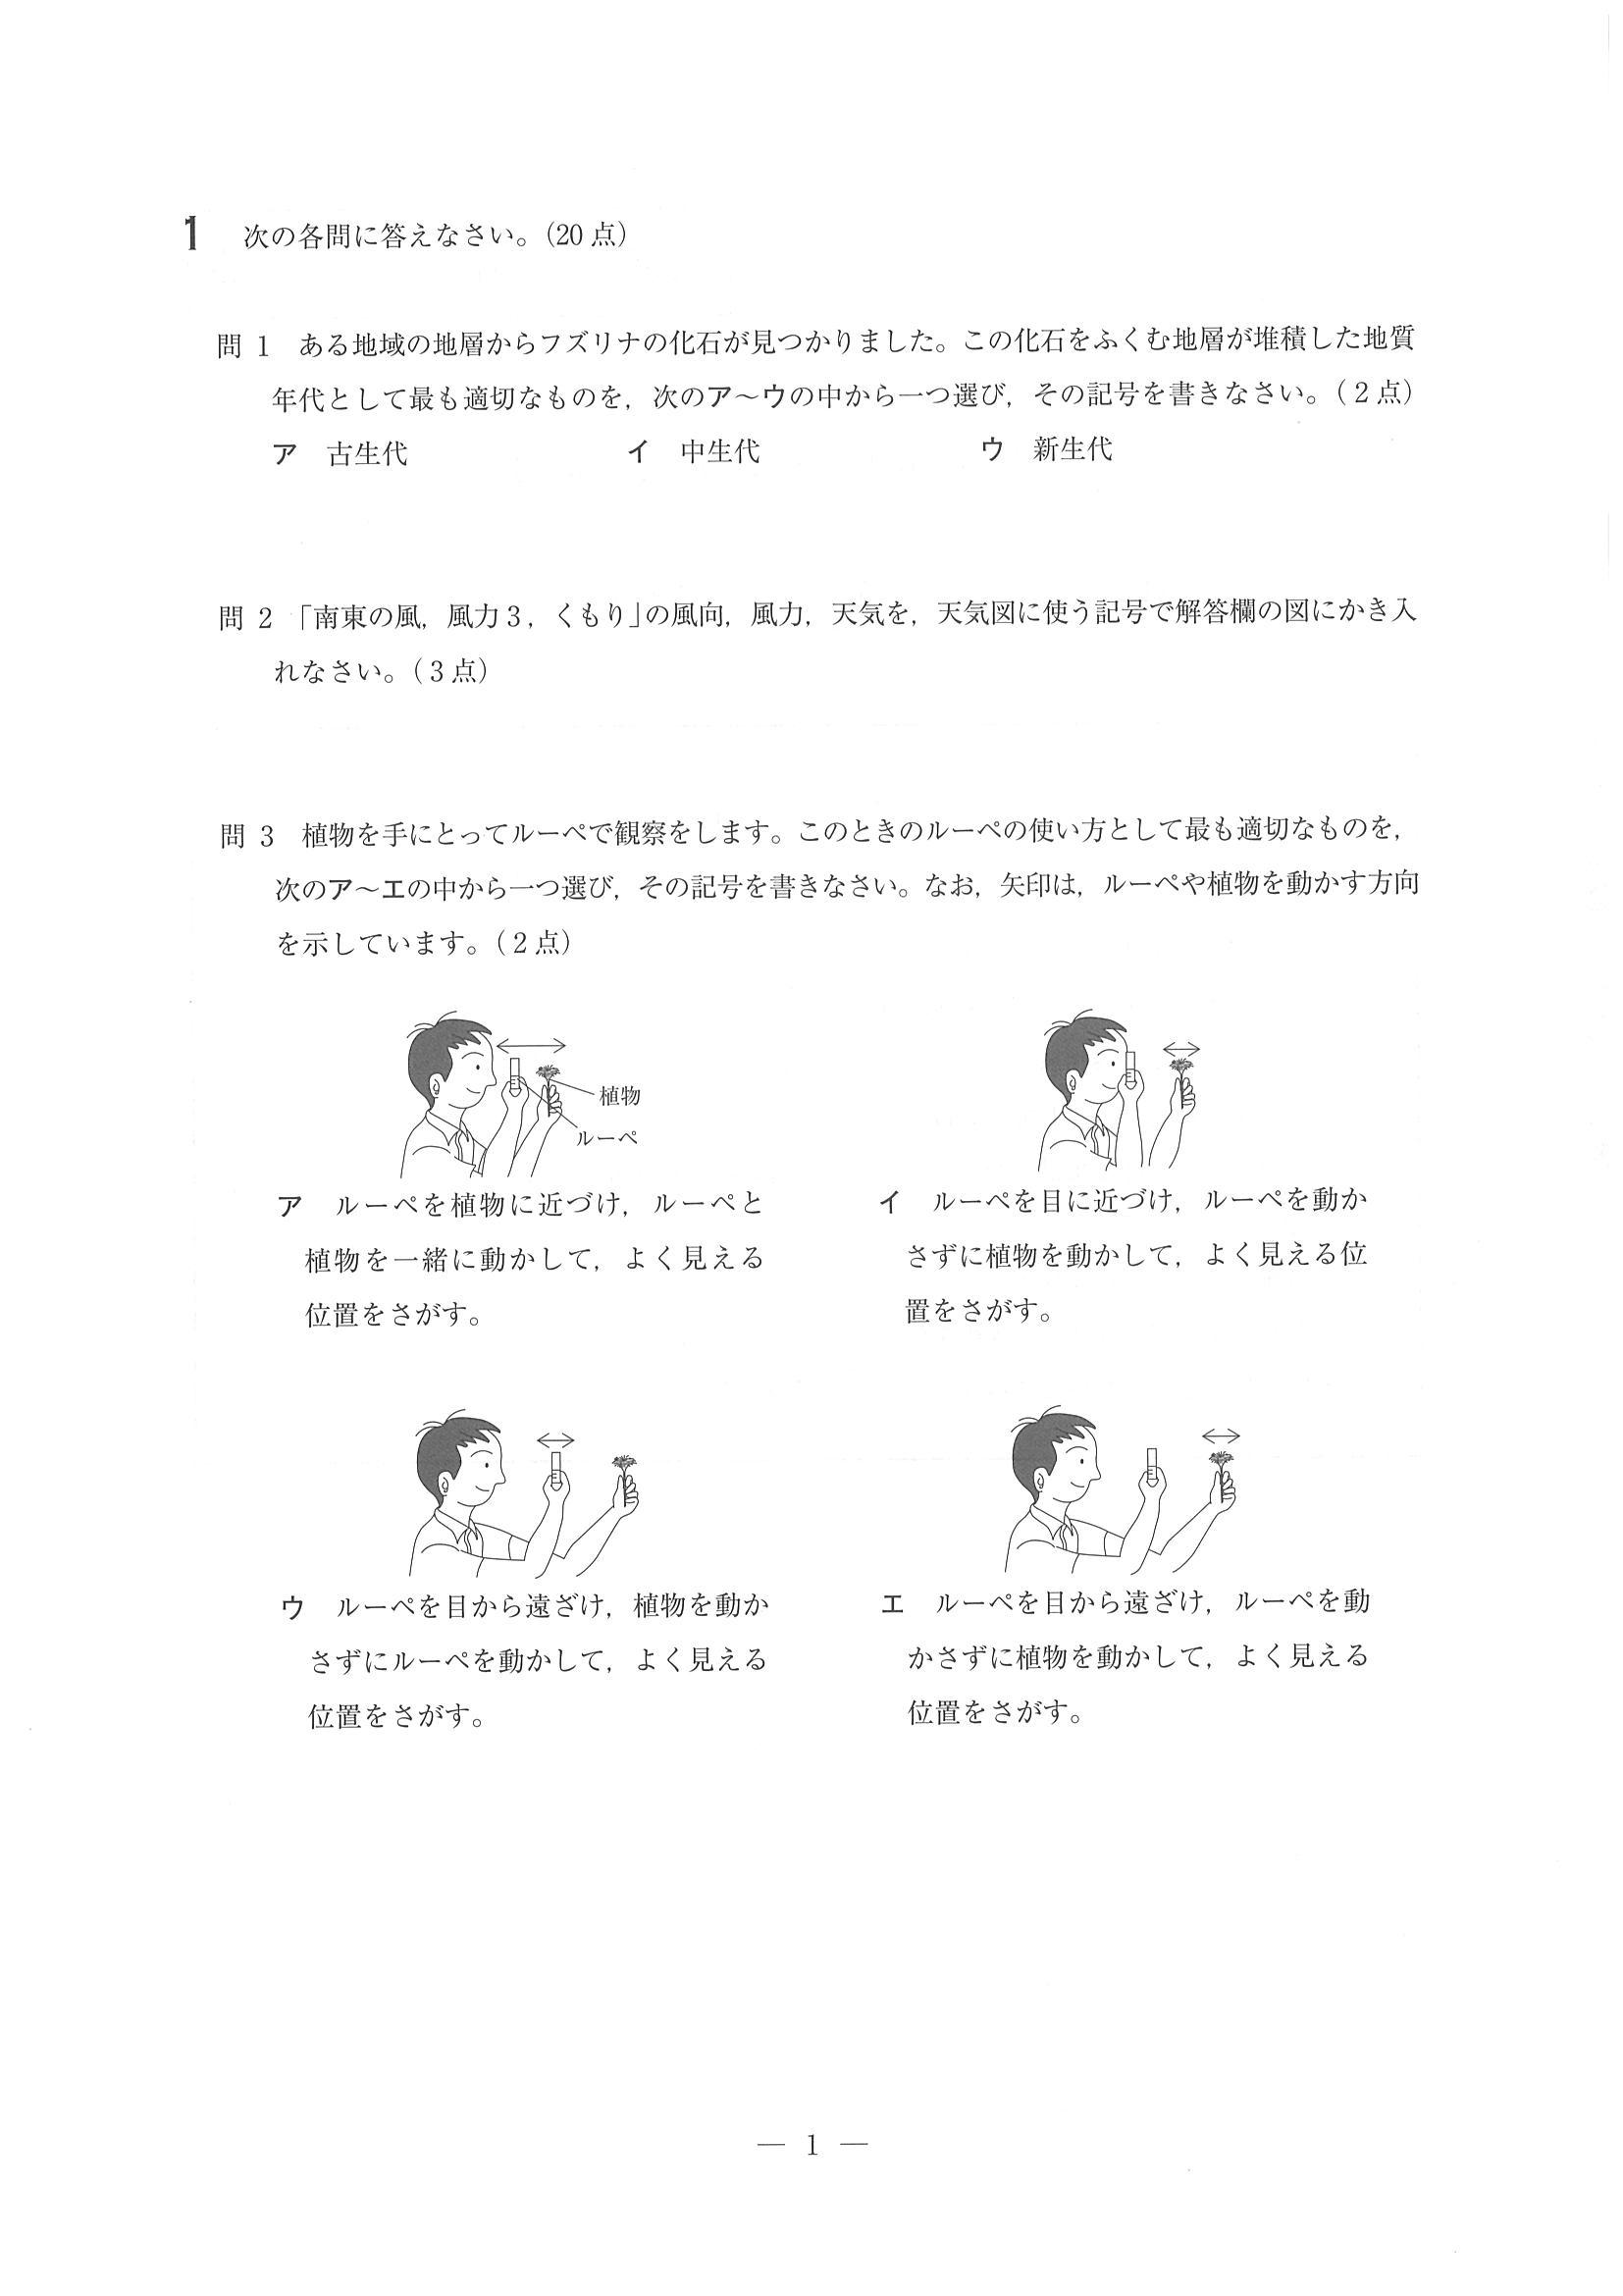 1 次の各問に答えなさい。(20点)
問 1 ある地域の地層からフズリナの化石が見つかりました。この化石をふくむ地層が堆積した地質
年代として最も適切なものを,次のア～ウの中から一つ選び,その記号を書きなさい。(2点)
ア 古生代 イ 中生代 ウ 新生代
問 2 「南東の風,風力3,くもり」の風向,風力,天気を,天気図に使う記号で解答欄の図にかき入
れなさい。(3点)
問 3 植物を手にとってルーペで観察をします。このときのルーペの使い方として最も適切なものを,
次のア～エの中から一つ選び,その記号を書きなさい。なお,矢印は,ルーペや植物を動かす方向
を示しています。(2点)
植物
ルーペ
ア ルーペを植物に近づけ,ルーペと
植物を一緒に動かして,よく見える
位置をさがす。
イ ルーペを目に近づけ,ルーペを動か
さずに植物を動かして,よく見える位
置をさがす。
ウ ルーペを目から遠ざけ,植物を動か
さずにルーペを動かして,よく見える
位置をさがす。
エ ルーペを目から遠ざけ,ルーペを動
かさずに植物を動かして,よく見える
位置をさがす。
― 1 ―